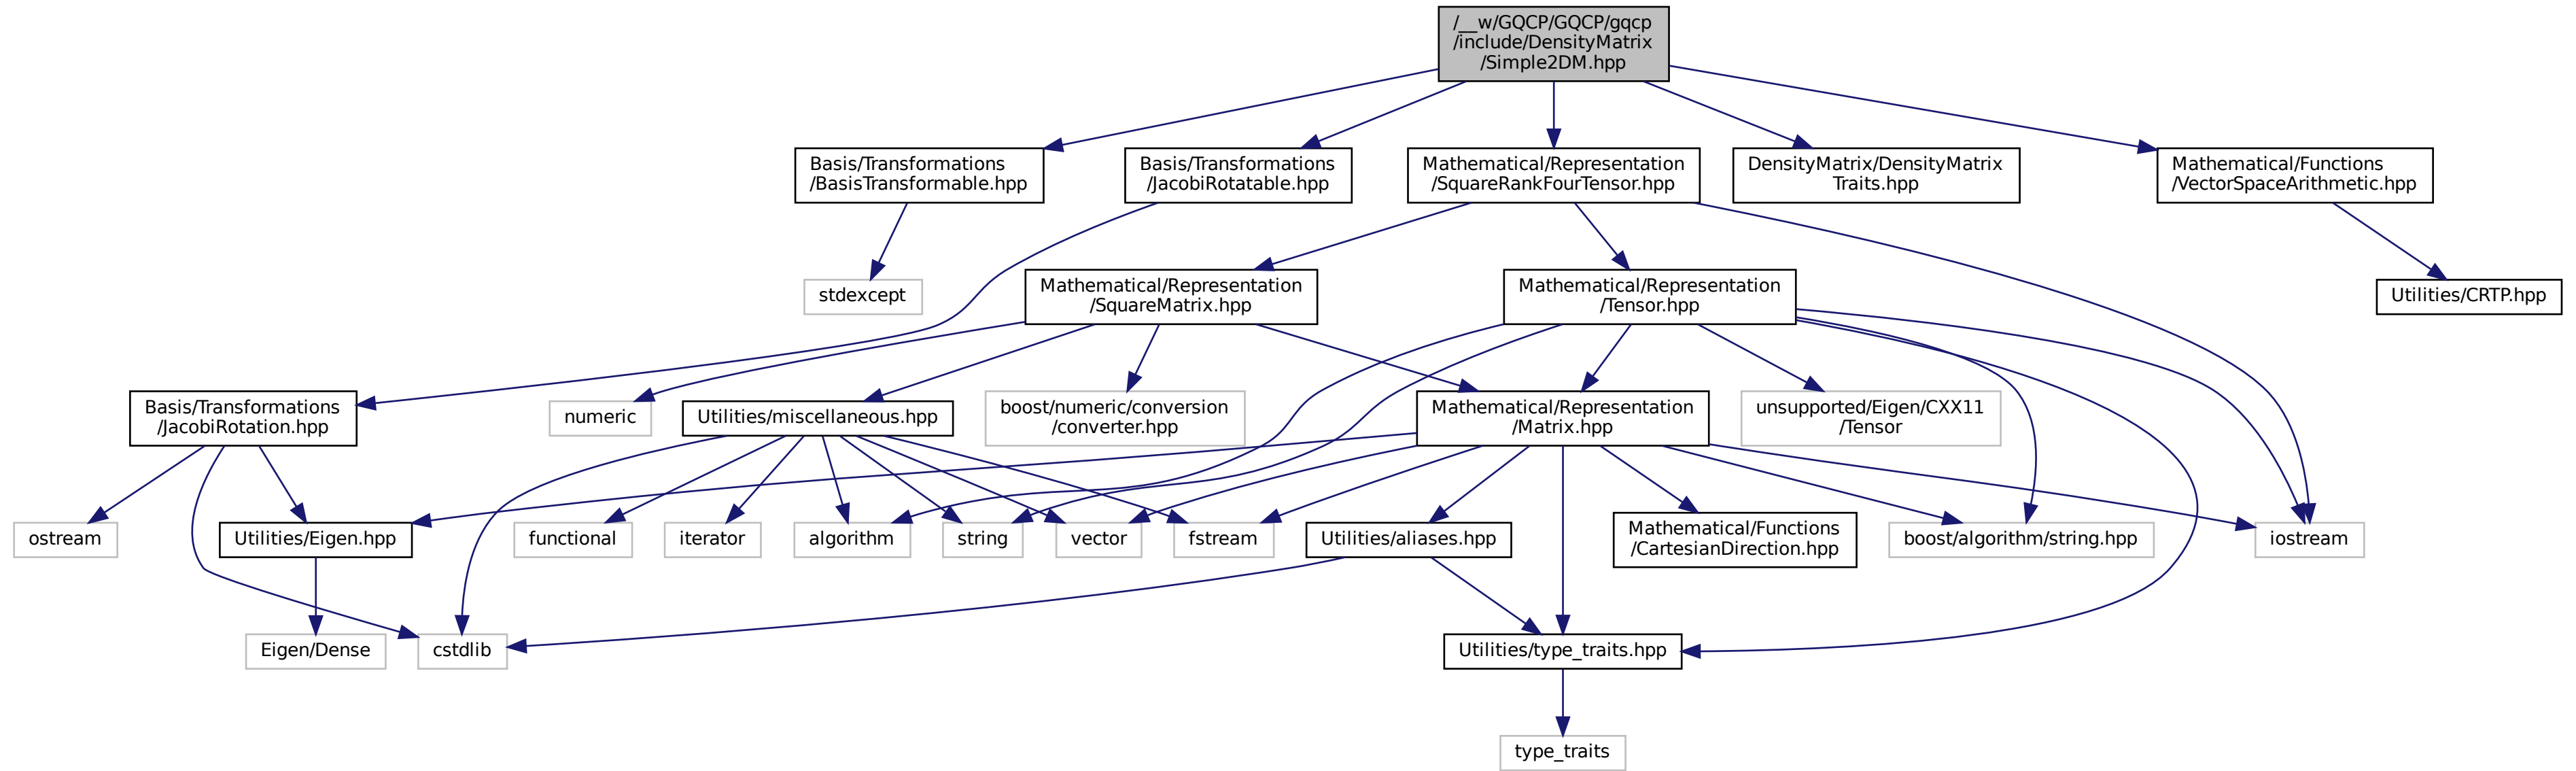 /__w/GQCP/GQCP/gqcp
/include/DensityMatrix
/Simple2DM.hpp
Basis/Transformations
/BasisTransformable.hpp
Basis/Transformations
/JacobiRotatable.hpp
Mathematical/Representation
/SquareRankFourTensor.hpp
DensityMatrix/DensityMatrix
Traits.hpp
Mathematical/Functions
/VectorSpaceArithmetic.hpp
stdexcept
Mathematical/Representation
/SquareMatrix.hpp
Mathematical/Representation
/Tensor.hpp
Utilities/CRTP.hpp
Basis/Transformations
/JacobiRotation.hpp
numeric
Utilities/miscellaneous.hpp
boost/numeric/conversion
/converter.hpp
Mathematical/Representation
/Matrix.hpp
unsupported/Eigen/CXX11
/Tensor
ostream
Utilities/Eigen.hpp
functional
iterator
algorithm
string
vector
fstream
Utilities/aliases.hpp
Mathematical/Functions
/CartesianDirection.hpp
boost/algorithm/string.hpp
iostream
Eigen/Dense
cstdlib
Utilities/type_traits.hpp
type_traits